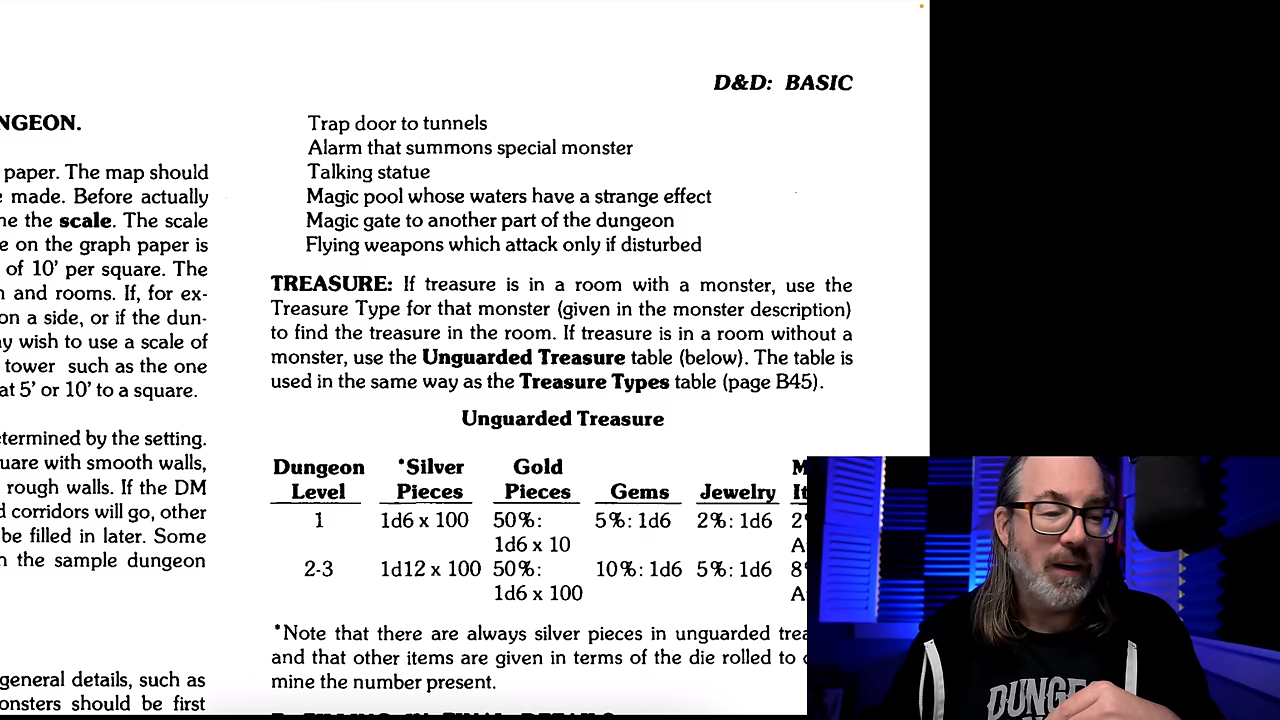 D&D: BASIC
NGEON.
paper. The map should
made. Before actually
the scale. The scale
on the graph paper is
of 10' per square. The
and rooms. If, for ex-
on a side, or if the dun-
wish to use a scale of
tower such as the one
at 5' or 10' to a square.
etermined by the setting.
uare with smooth walls,
rough walls. If the DM
corridors will go, other
be filled in later. Some
the sample dungeon
general details, such as
onsters should be first
Trap door to tunnels
Alarm that summons special monster
Talking statue
Magic pool whose waters have a strange effect
Magic gate to another part of the dungeon
Flying weapons which attack only if disturbed
TREASURE: If treasure is in a room with a monster, use the
Treasure Type for that monster (given in the monster description)
to find the treasure in the room. If treasure is in a room without a
monster, use the Unguarded Treasure table (below). The table is
used in the same way as the Treasure Types table (page B45).
Unguarded Treasure
Dungeon *Silver Gold
Level Pieces Pieces Gems Jewelry
1 1d6 x 100 50%: 5%: 1d6 2%: 1d6
1d6 x 10
2-3 1d12 x 100 50%: 10%: 1d6 5%: 1d6
1d6 x 100
*Note that there are always silver pieces in unguarded trea
and that other items are given in terms of the die rolled to
mine the number present.